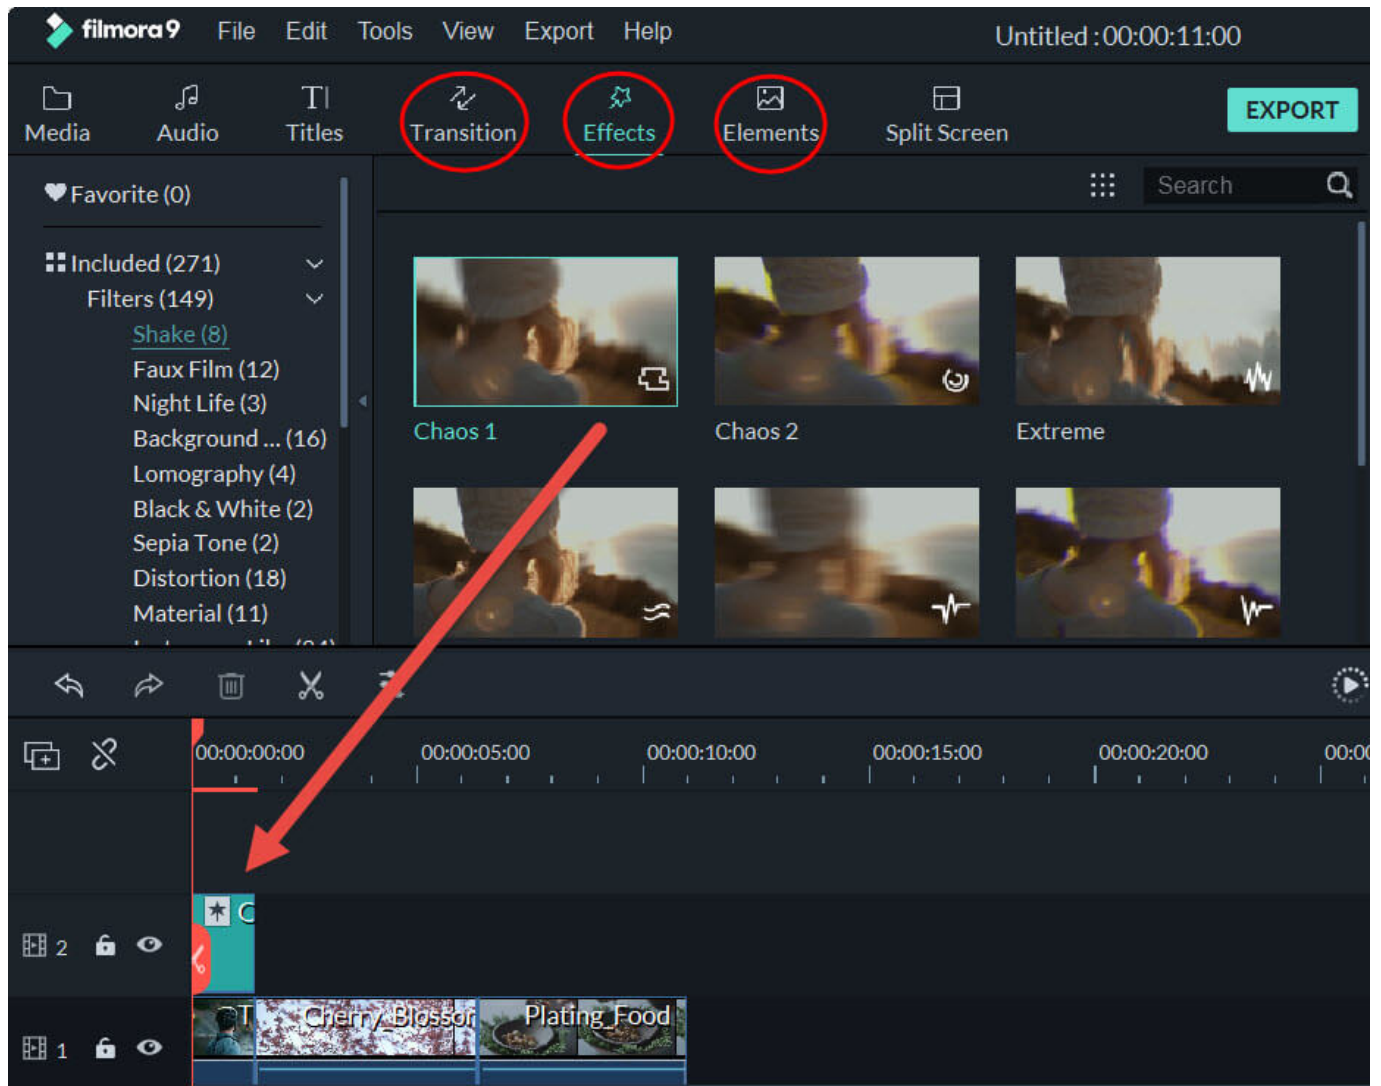 filmora9 File Edit Tools View Export Help Untitled : 00:00:11:00
Media Audio Titles Transition Effects Elements Split Screen EXPORT
Favorite (0)
Search
Included (271)
Filters (149)
Shake (8)
Faux Film (12)
Night Life (3)
Background ... (16)
Lomography (4)
Black & White (2)
Sepia Tone (2)
Distortion (18)
Material (11)
Chaos 1 Chaos 2 Extreme
00:00:00:00 00:00:05:00 00:00:10:00 00:00:15:00 00:00:20:00 00:00
C
2
T Cherry_Blossor Plating_Food
1